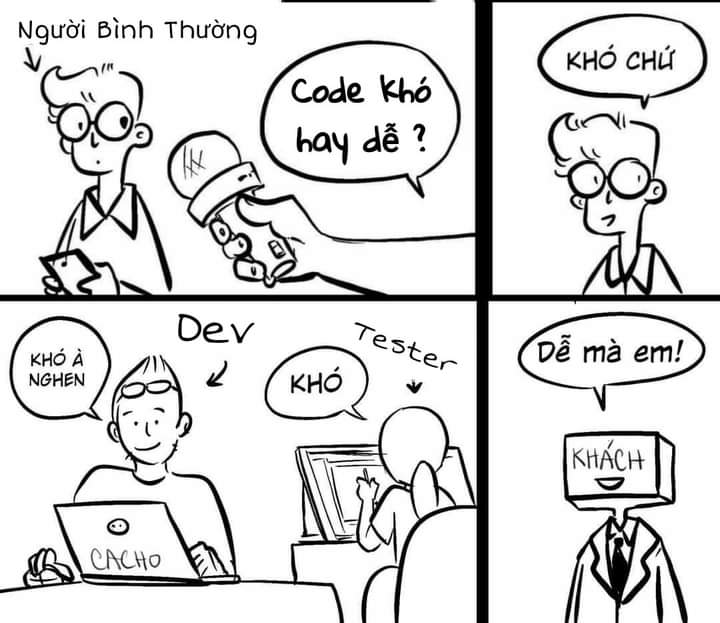 Người Bình Thường
Code khó
hay dễ ?
KHÓ CHỨ
KHÓ À
NGHEN
Dev
Tester
KHÓ
CACHO
Dễ mà em!
KHÁCH